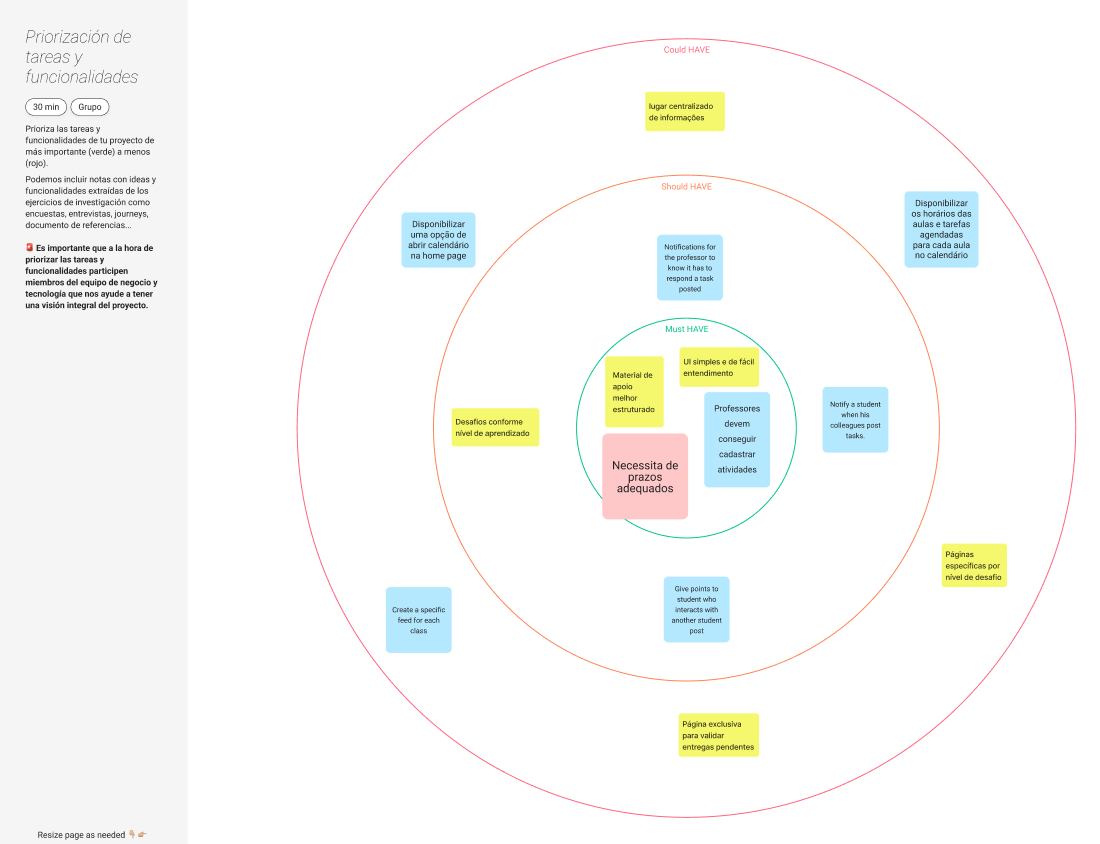 Priorización de
tareas y
funcionalidades
30 min
Grupo
Prioriza las tareas y
funcionalidades de tu proyecto de
más importante (verde) a menos
(rojo).
Podemos incluir notas con ideas y
funcionalidades extraídas de los
ejercicios de investigación como
encuestas, entrevistas, journeys,
documento de referencias...
🚨 Es importante que a la hora de
priorizar las tareas y
funcionalidades participen
miembros del equipo de negocio y
tecnología que nos ayude a tener
una visión integral del proyecto.
Resize page as needed 👇🏼 👉🏼
Could HAVE
lugar centralizado
de informações
Should HAVE
Disponibilizar
uma opção de
abrir calendário
na home page
Disponibilizar
os horários das
aulas e tarefas
agendadas
para cada aula
no calendário
Notifications for
the professor to
know it has to
respond a task
posted
Must HAVE
Material de
apoio
melhor
estruturado
UI simples e de fácil
entendimento
Professores
devem
conseguir
cadastrar
atividades
Necessita de
prazos
adequados
Desafios conforme
nível de aprendizado
Notify a student
when his
colleagues post
tasks.
Páginas
específicas por
nível de desafio
Give points to
student who
interacts with
another student
post
Create a specific
feed for each
class
Página exclusiva
para validar
entregas pendentes